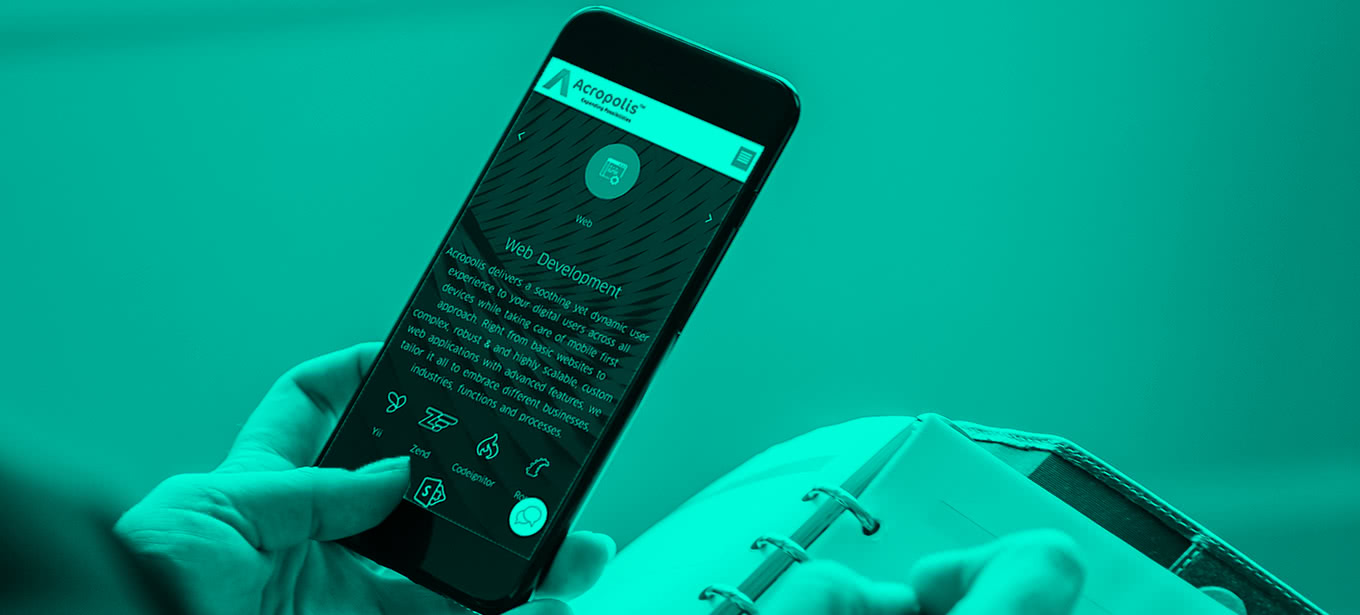 Acropolis™
Expanding Possibilities
Web
Web Development
Acropolis delivers a soothing yet dynamic user
experience to your digital users across all
devices while taking care of mobile first
approach. Right from basic websites to
complex, robust & and highly scalable, custom
web applications with advanced features, we
tailor it all to embrace different businesses,
industries, functions and processes.
Yii
Zend
Codeignitor